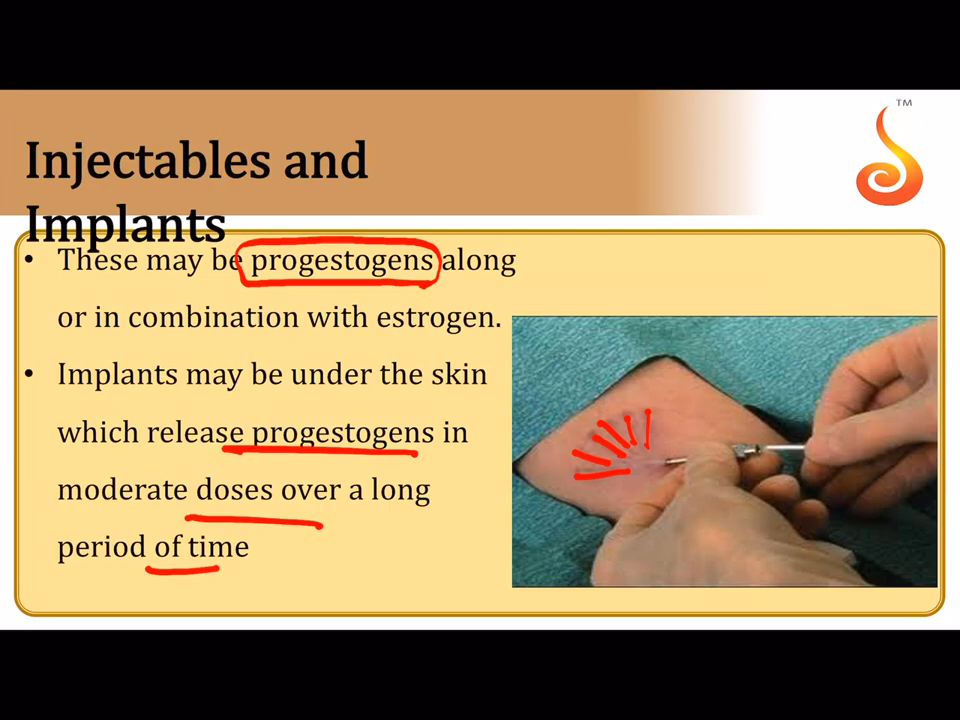 TM
Injectables and
Implants
• These may be progestogens along
or in combination with estrogen.
• Implants may be under the skin
which release progestogens in
moderate doses over a long
period of time